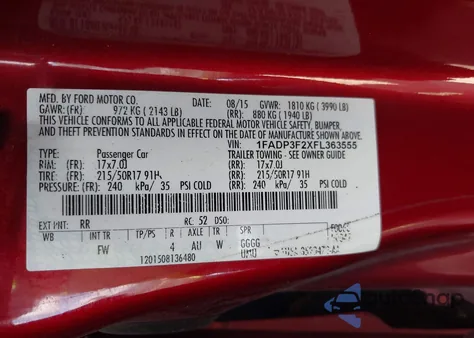 MFD. BY FORD MOTOR CO. DATE: 08/15 GVWR: 1810 KG ( 3990 LB)
GAWR: (FR) 972 KG ( 2143 LB) (RR) 880 KG (1940 LB)
THIS VEHICLE CONFORMS TO ALL APPLICABLE FEDERAL MOTOR VEHICLE SAFETY, BUMPER,
AND THEFT PREVENTION STANDARDS IN EFFECT ON THE DATE OF MANUFACTURE SHOWN ABOVE.
VIN: 1FADP3F2XFL363555
TYPE: Passenger Car TRAILER TOWING - SEE OWNERS GUIDE
RIM: (FR): 17x7.0J (RR): 17x7.0J
TIRE: (FR): 215/50R17 91H (RR): 215/50R17 91H
PRESSURE: (FR): 240 kPa/ 35 PSI COLD (RR): 240 kPa/ 35 PSI COLD
EXT PNT: RR RC: 52 DSO:
WB INT TR TP/PS R AXLE TR SPR
FW 4 AU W GGGG
1201508136480 UMO